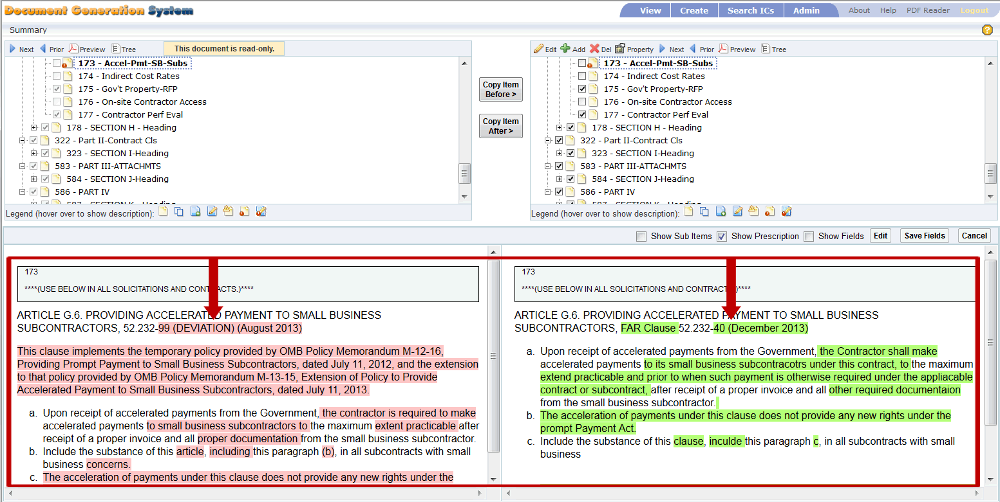 Document Generation System
View Create Search ICs Admin About Help PDF Reader Logout
Summary
Next Prior Preview Tree This document is read-only.
173 - Accel-Pmt-SB-Subs
174 - Indirect Cost Rates
175 - Gov't Property-RFP
176 - On-site Contractor Access
177 - Contractor Perf Eval
178 - SECTION H - Heading
322 - Part II-Contract Cls
323 - SECTION I-Heading
583 - PART III-ATTACHMTS
584 - SECTION J-Heading
586 - PART IV
587 - SECTION K - Heading
Legend (hover over to show description):
Copy Item
Before >
Copy Item
After >
Edit Add Del Property Next Prior Preview Tree
173 - Accel-Pmt-SB-Subs
174 - Indirect Cost Rates
175 - Gov't Property-RFP
176 - On-site Contractor Access
177 - Contractor Perf Eval
178 - SECTION H - Heading
322 - Part II-Contract Cls
323 - SECTION I-Heading
583 - PART III-ATTACHMTS
584 - SECTION J-Heading
586 - PART IV
587 - SECTION K - Heading
Legend (hover over to show description):
Show Sub Items Show Prescription Show Fields Edit Save Fields Cancel
173
****(USE BELOW IN ALL SOLICITATIONS AND CONTRACTS.)****
ARTICLE G.6. PROVIDING ACCELERATED PAYMENT TO SMALL BUSINESS
SUBCONTRACTORS, 52.232-99 (DEVIATION) (August 2013)
This clause implements the temporary policy provided by OMB Policy Memorandum M-12-16,
Providing Prompt Payment to Small Business Subcontractors, dated July 11, 2012, and the extension
to that policy provided by OMB Policy Memorandum M-13-15, Extension of Policy to Provide
Accelerated Payment to Small Business Subcontractors, dated July 11, 2013.
a. Upon receipt of accelerated payments from the Government, the contractor is required to make
accelerated payments to small business subcontractors to the maximum extent practicable after
receipt of a proper invoice and all proper documentation from the small business subcontractor.
b. Include the substance of this article, including this paragraph (b), in all subcontracts with small
business concerns.
c. The acceleration of payments under this clause does not provide any new rights under the
173
****(USE BELOW IN ALL SOLICITATIONS AND CONTRACTS.)****
ARTICLE G.6. PROVIDING ACCELERATED PAYMENT TO SMALL BUSINESS
SUBCONTRACTORS, FAR Clause 52.232-40 (December 2013)
a. Upon receipt of accelerated payments from the Government, the Contractor shall make
accelerated payments to its small business subcontracotrs under this contract, to the maximum
extend practicable and prior to when such payment is otherwise required under the appliacable
contract or subcontract, after receipt of a proper invoice and all other required documentaion
from the small business subcontractor.
b. The acceleration of payments under this clause does not provide any new rights under the
prompt Payment Act.
c. Include the substance of this clause, inculde this paragraph c, in all subcontracts with small
business